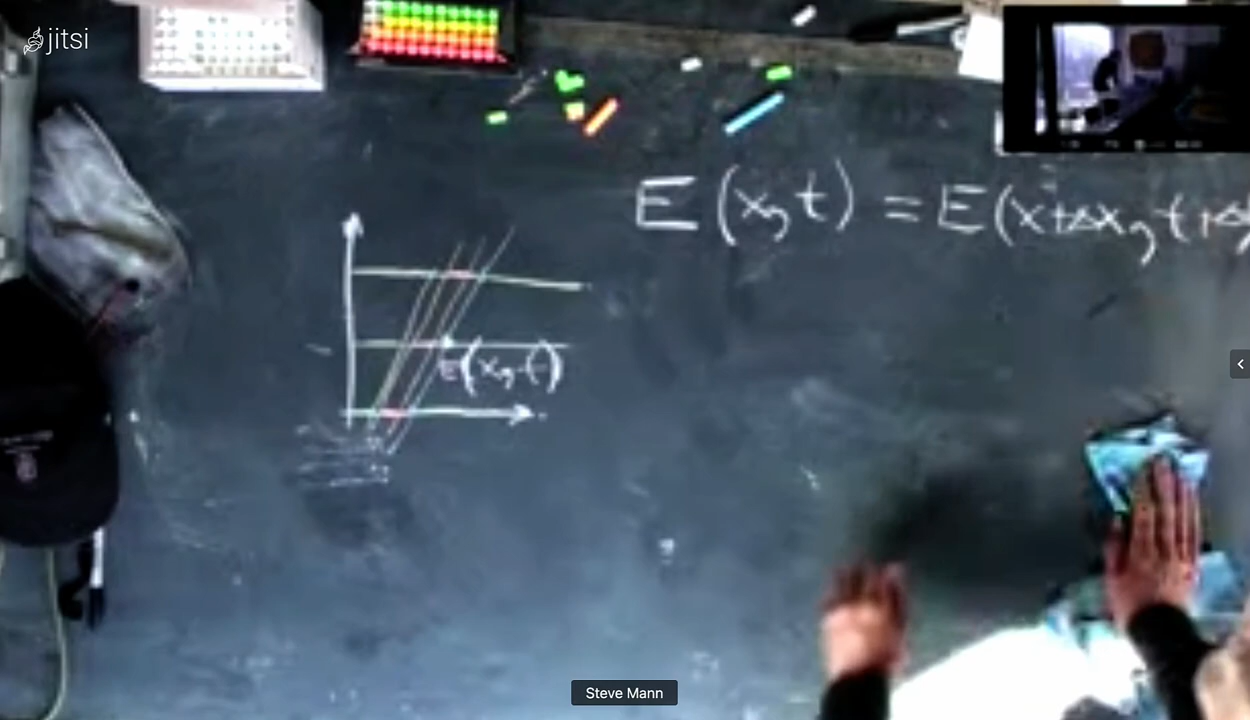 jitsi
E(x,t) = E(x+Δx, t+Δ
E(x,t)
Steve Mann